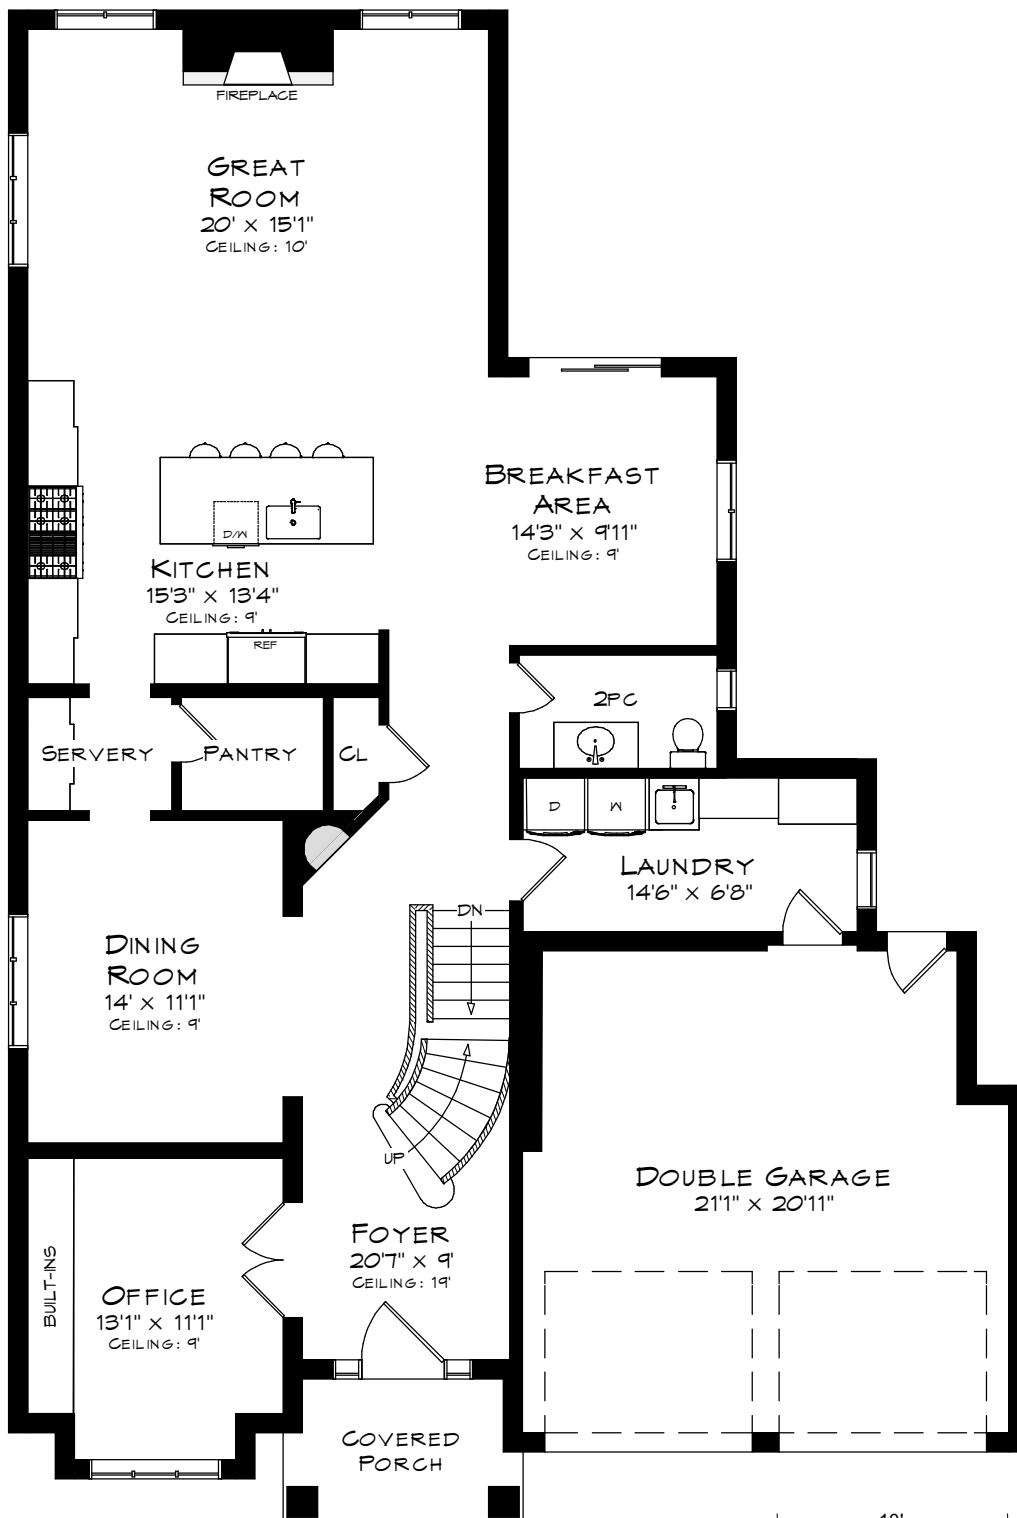 FIREPLACE
GREAT
ROOM
20' x 15'1"
CEILING: 10'
BREAKFAST
AREA
14'3" x 9'11"
CEILING: 9'
D/W
KITCHEN
15'3" x 13'4"
CEILING: 9'
REF
2PC
SERVERY
PANTRY
CL
D
W
LAUNDRY
14'6" x 6'8"
DN
DINING
ROOM
14' x 11'1"
CEILING: 9'
UP
DOUBLE GARAGE
21'1" x 20'11"
FOYER
20'7" x 9'
CEILING: 19'
BUILT-INS
OFFICE
13'1" x 11'1"
CEILING: 9'
COVERED
PORCH
10'